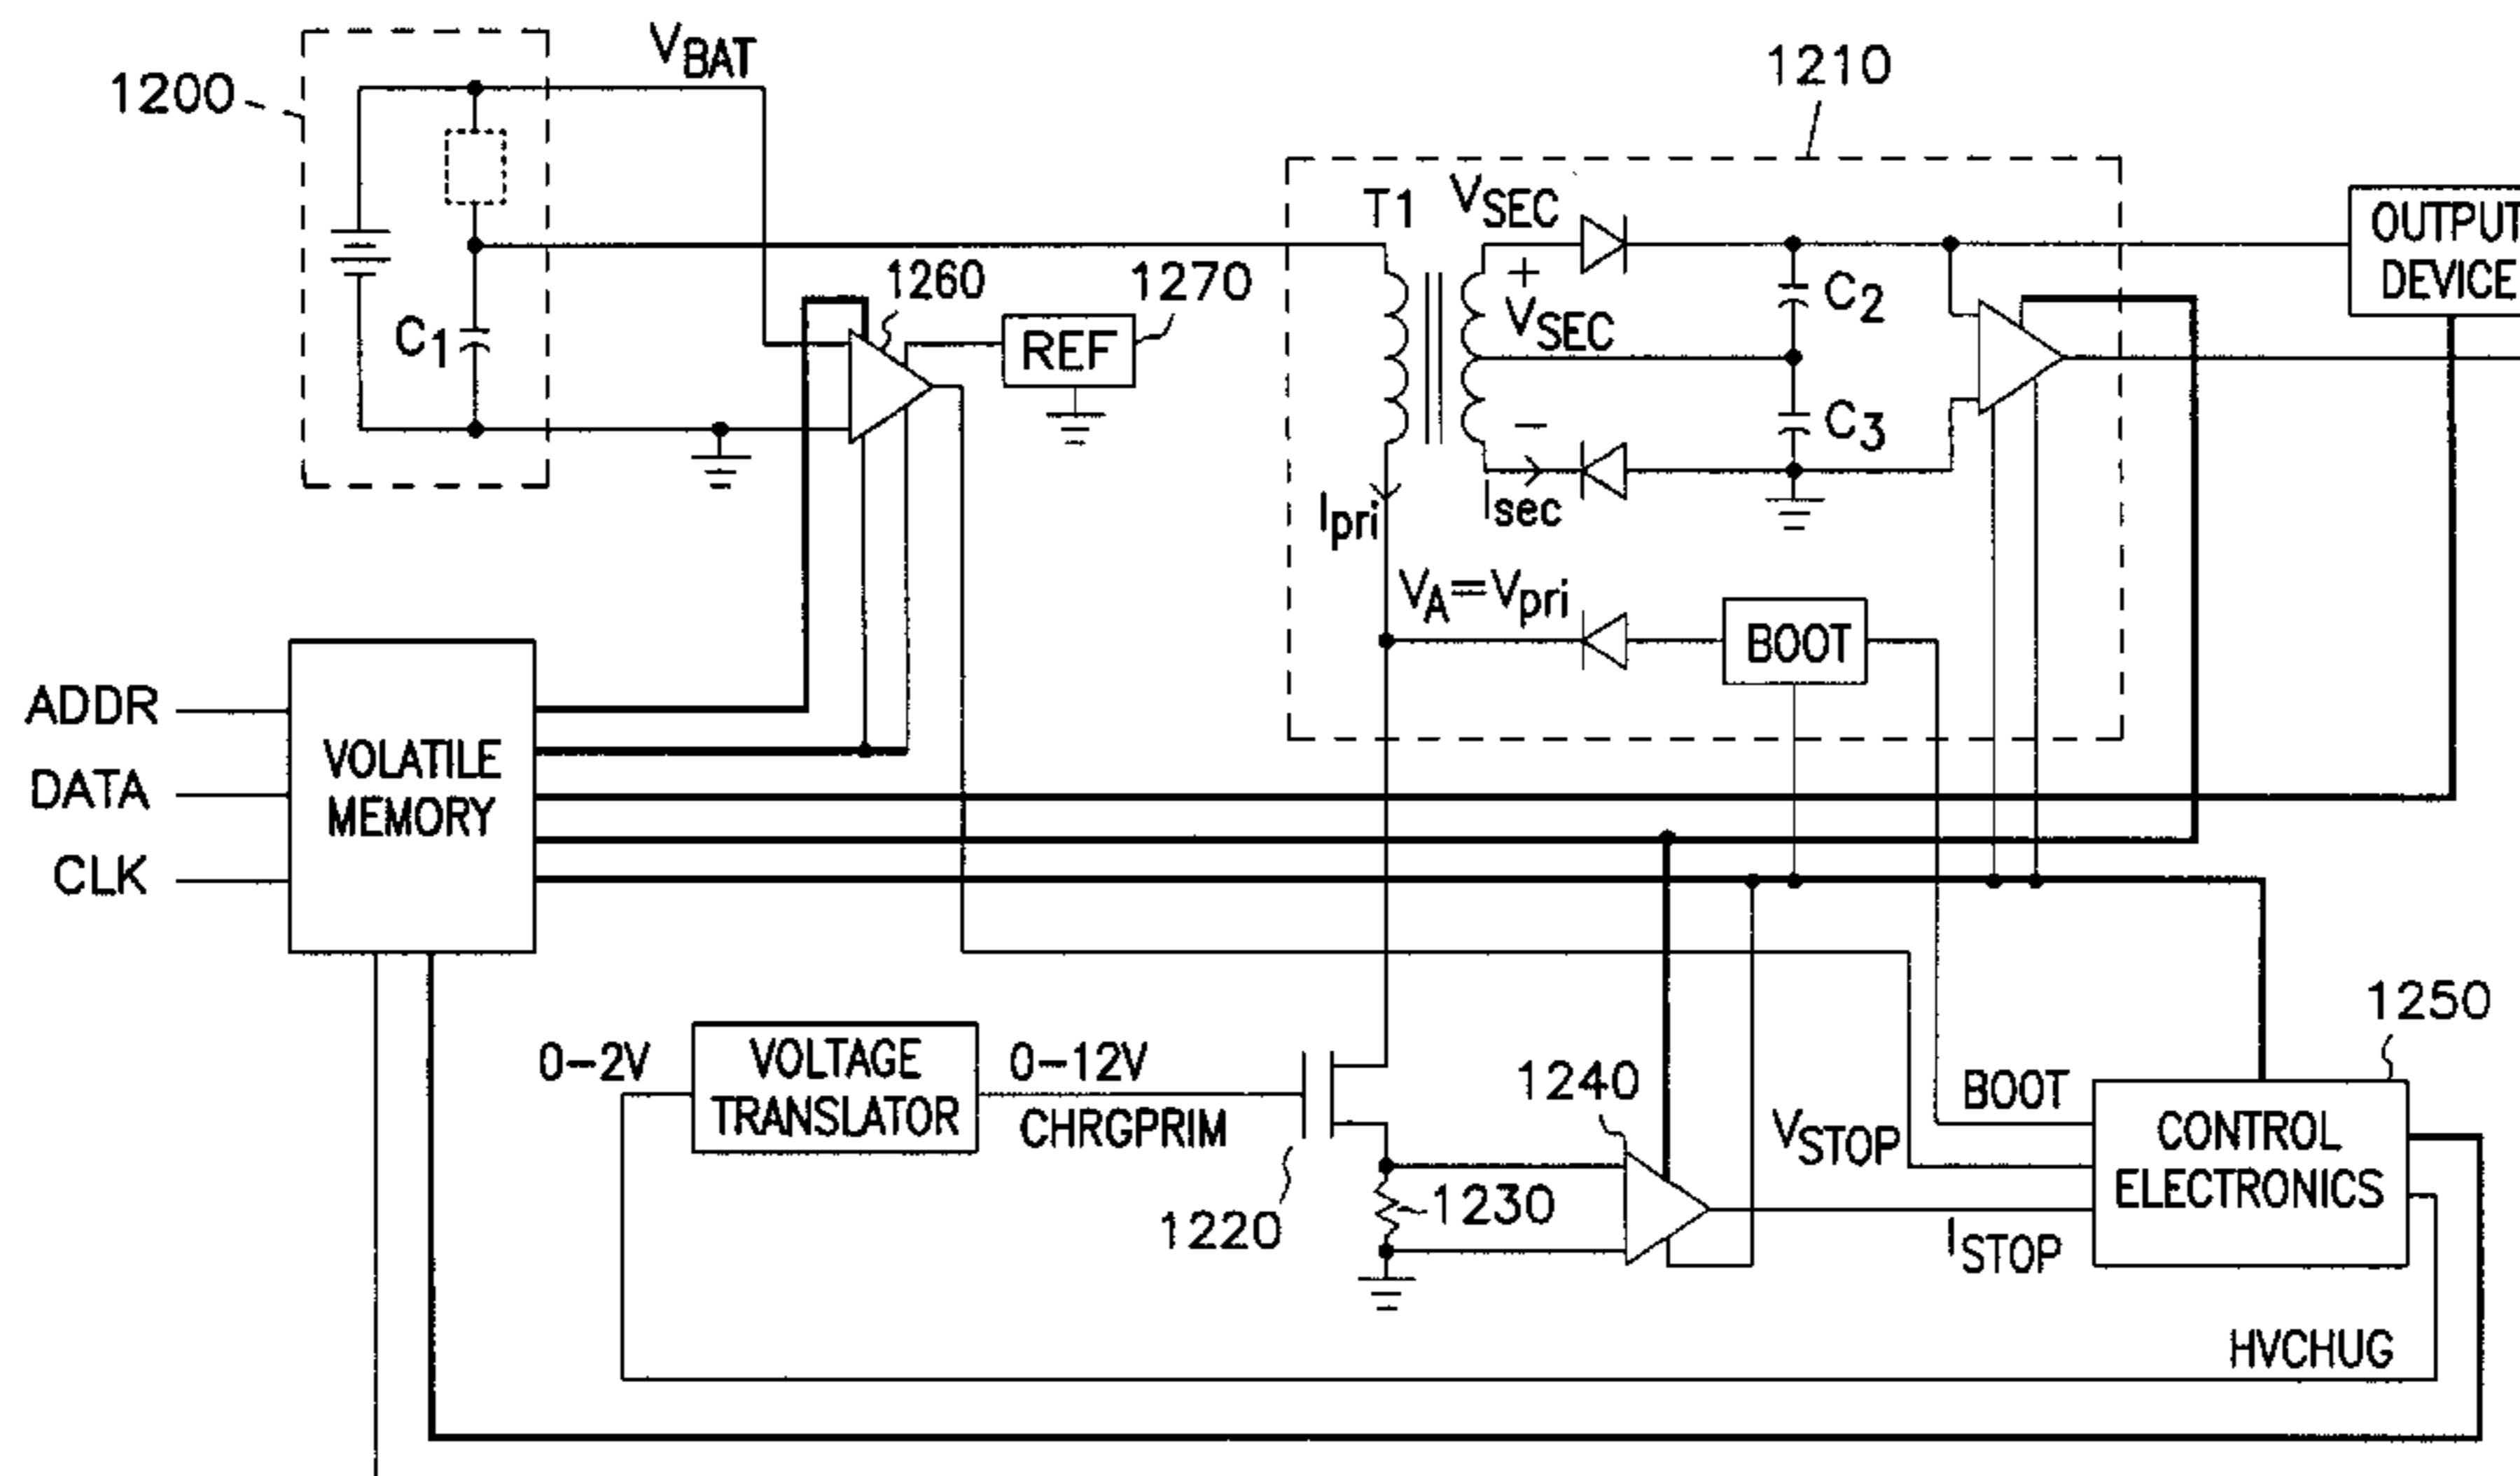 1200
VBAT
1210
T1
VSEC
OUTPUT
DEVICE
1260
1270
+
VSEC
C2
C1
REF
C3
−
Ipri
Isec
VA=Vpri
BOOT
ADDR
DATA
CLK
VOLATILE
MEMORY
1250
0-2V
VOLTAGE
TRANSLATOR
0-12V
CHRGPRIM
1240
BOOT
VSTOP
CONTROL
ELECTRONICS
1220
1230
ISTOP
HVCHUG